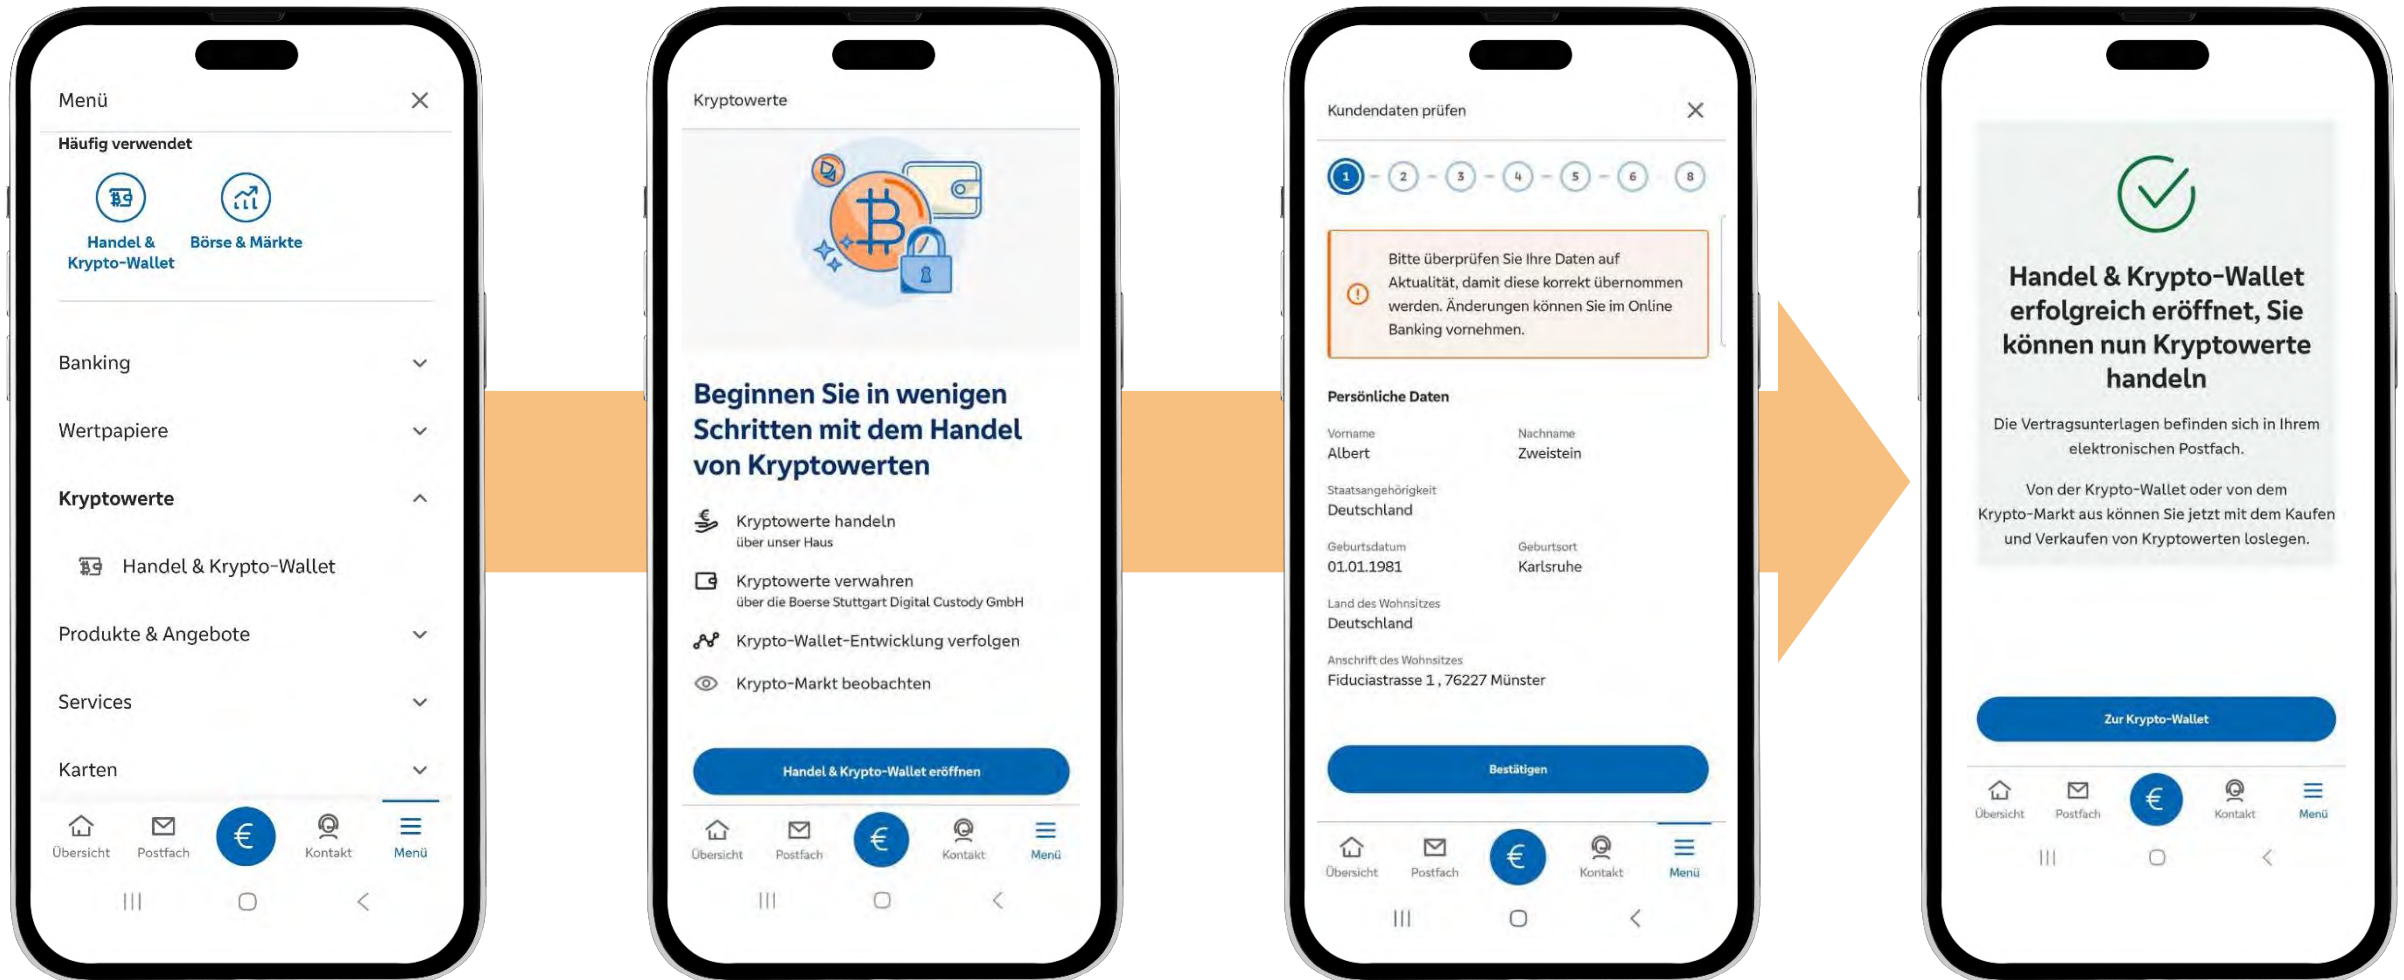 Menü
Häufig verwendet
Handel &
Krypto-Wallet
Börse & Märkte
Banking
Wertpapiere
Kryptowerte
Handel & Krypto-Wallet
Produkte & Angebote
Services
Karten
€
Übersicht
Postfach
Kontakt
Menü
Kryptowerte
Beginnen Sie in wenigen
Schritten mit dem Handel
von Kryptowerten
Kryptowerte handeln
über unser Haus
Kryptowerte verwahren
über die Boerse Stuttgart Digital Custody GmbH
Krypto-Wallet-Entwicklung verfolgen
Krypto-Markt beobachten
Handel & Krypto-Wallet eröffnen
€
Übersicht
Postfach
Kontakt
Menü
Kundendaten prüfen
1 - 2 - 3 - 4 - 5 - 6 8
Bitte überprüfen Sie Ihre Daten auf
Aktualität, damit diese korrekt übernommen
werden. Änderungen können Sie im Online
Banking vornehmen.
Persönliche Daten
Vorname
Albert
Nachname
Zweistein
Staatsangehörigkeit
Deutschland
Geburtsdatum
01.01.1981
Geburtsort
Karlsruhe
Land des Wohnsitzes
Deutschland
Anschrift des Wohnsitzes
Fiduciastrasse 1 , 76227 Münster
Bestätigen
€
Übersicht
Postfach
Kontakt
Menü
Handel & Krypto-Wallet
erfolgreich eröffnet, Sie
können nun Kryptowerte
handeln
Die Vertragsunterlagen befinden sich in Ihrem
elektronischen Postfach.
Von der Krypto-Wallet oder von dem
Krypto-Markt aus können Sie jetzt mit dem Kaufen
und Verkaufen von Kryptowerten loslegen.
Zur Krypto-Wallet
€
Übersicht
Postfach
Kontakt
Menü